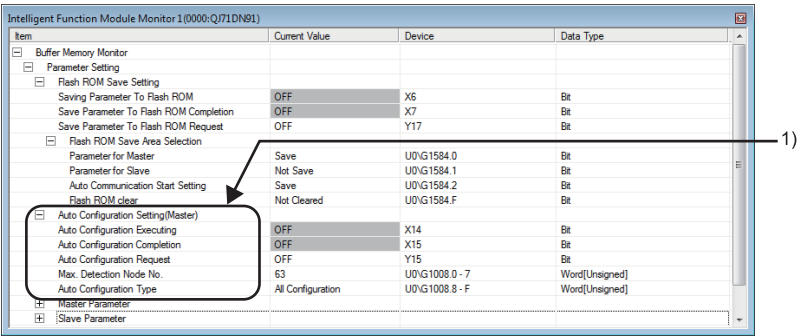 Intelligent Function Module Monitor 1(0000:QJ71DN91)
Item Current Value Device Data Type
Buffer Memory Monitor
Parameter Setting
Flash ROM Save Setting
Saving Parameter To Flash ROM OFF X6 Bit
Save Parameter To Flash ROM Completion OFF X7 Bit
Save Parameter To Flash ROM Request OFF Y17 Bit
Flash ROM Save Area Selection
1)
Parameter for Master Save U0\G1584.0 Bit
Parameter for Slave Not Save U0\G1584.1 Bit
Auto Communication Start Setting Save U0\G1584.2 Bit
Flash ROM clear Not Cleared U0\G1584.F Bit
Auto Configuration Setting(Master)
Auto Configuration Executing OFF X14 Bit
Auto Configuration Completion OFF X15 Bit
Auto Configuration Request OFF Y15 Bit
Max. Detection Node No. 63 U0\G1008.0 - 7 Word[Unsigned]
Auto Configuration Type All Configuration U0\G1008.8 - F Word[Unsigned]
Master Parameter
Slave Parameter